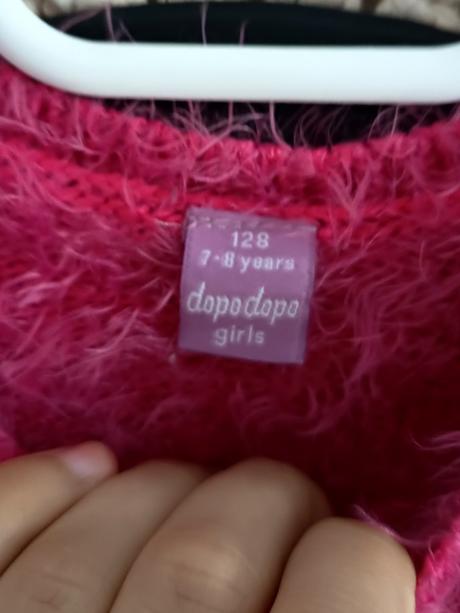 128
7-8 years
dopodopo
girls